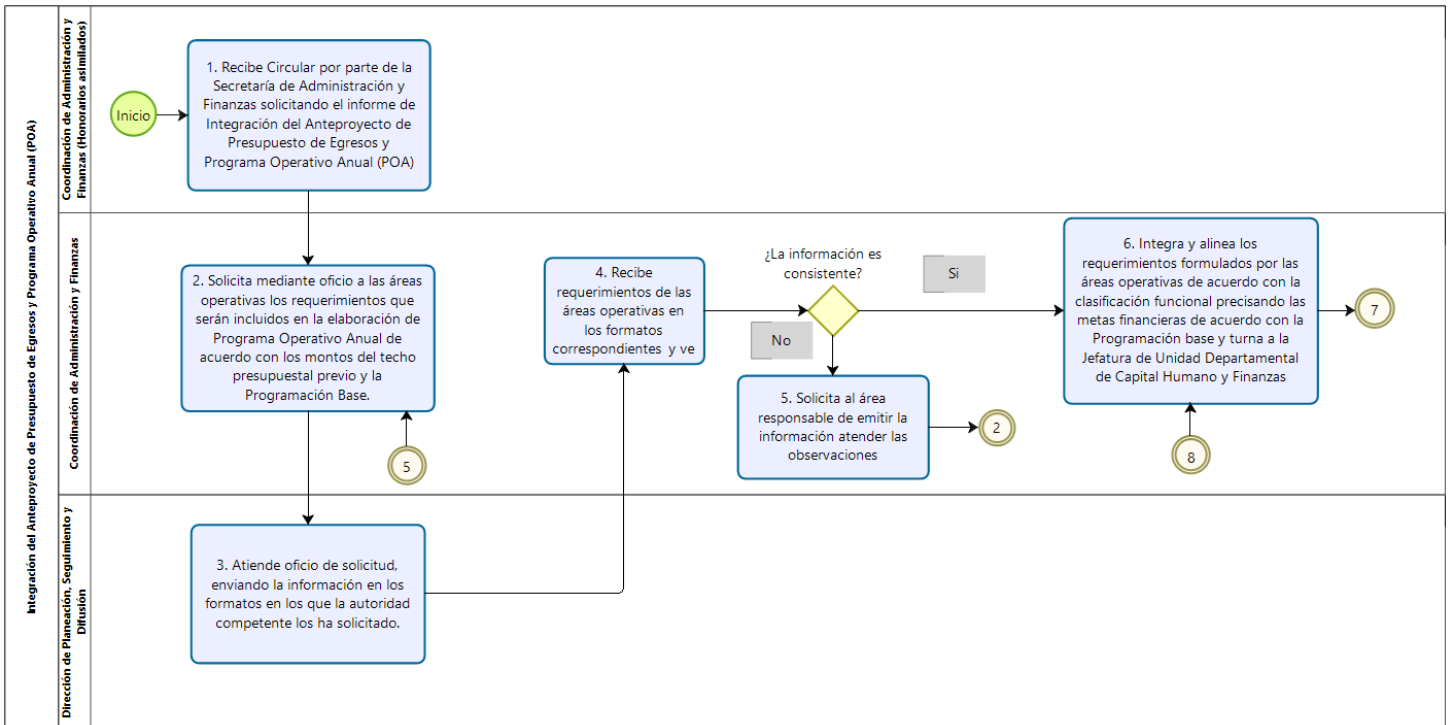 Integración del Anteproyecto de Presupuesto de Egresos y Programa Operativo Anual (POA)
Coordinación de Administración y
Finanzas (Honorarios asimilados)
Inicio
1. Recibe Circular por parte de la
Secretaría de Administración y
Finanzas solicitando el informe de
Integración del Anteproyecto de
Presupuesto de Egresos y
Programa Operativo Anual (POA)
Coordinación de Administración y Finanzas
2. Solicita mediante oficio a las áreas
operativas los requerimientos que
serán incluidos en la elaboración de
Programa Operativo Anual de
acuerdo con los montos del techo
presupuestal previo y la
Programación Base.
5
4. Recibe
requerimientos de las
áreas operativas en
los formatos
correspondientes y ve
¿La información es
consistente?
Si
No
5. Solicita al área
responsable de emitir la
información atender las
observaciones
2
6. Integra y alinea los
requerimientos formulados por las
áreas operativas de acuerdo con la
clasificación funcional precisando las
metas financieras de acuerdo con la
Programación base y turna a la
Jefatura de Unidad Departamental
de Capital Humano y Finanzas
7
8
Dirección de Planeación, Seguimiento y
Difusión
3. Atiende oficio de solicitud,
enviando la información en los
formatos en los que la autoridad
competente los ha solicitado.